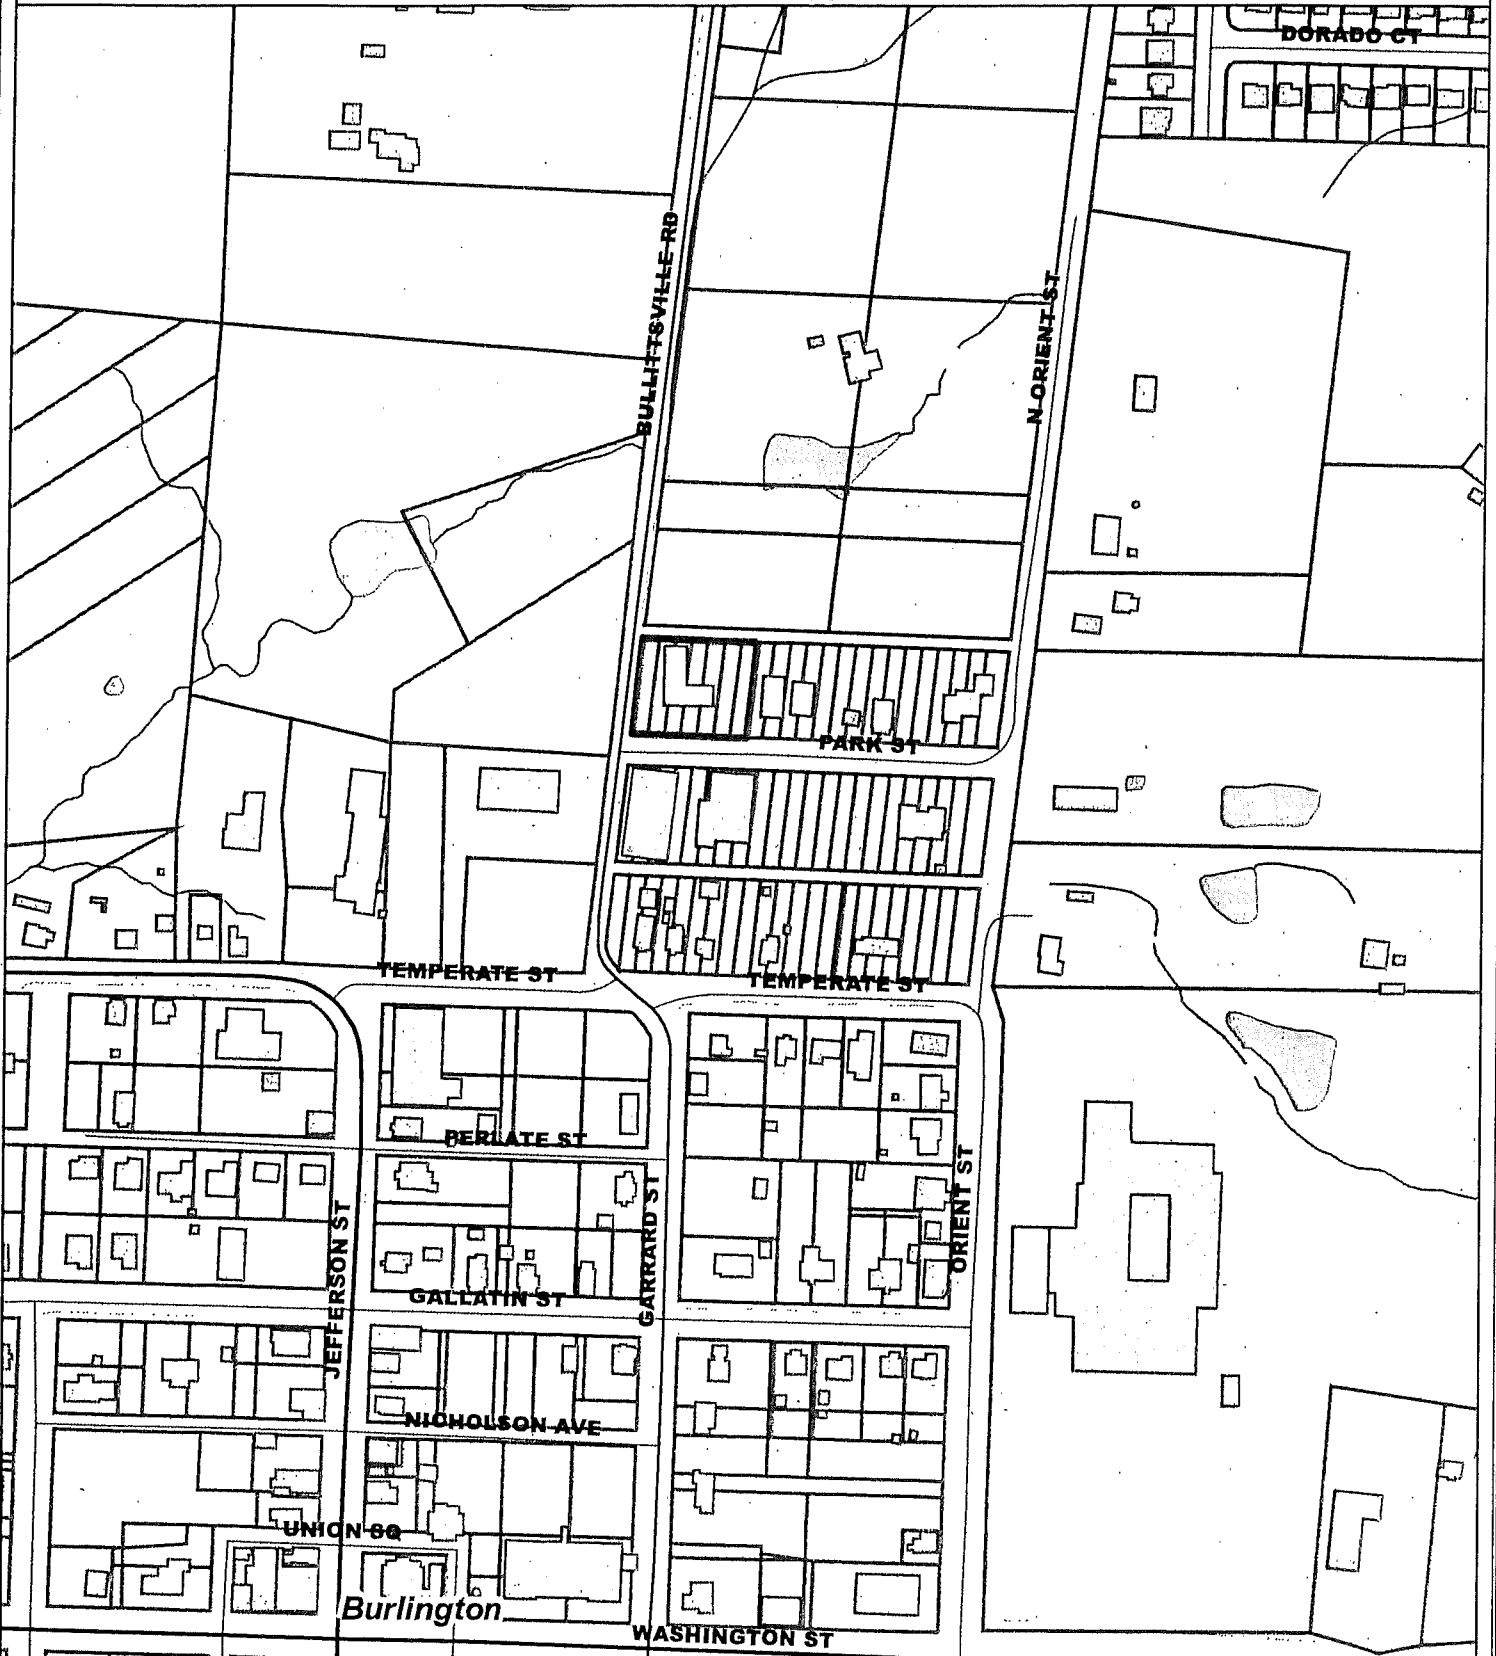 DORADO CT
BULLITTSVILLE RD
N ORIENT ST
PARK ST
TEMPERATE ST
TEMPERATE ST
PERLATE ST
ORIENT ST
JEFFERSON ST
GARRARD ST
GALLATIN ST
NICHOLSON AVE
UNION SQ
Burlington
WASHINGTON ST